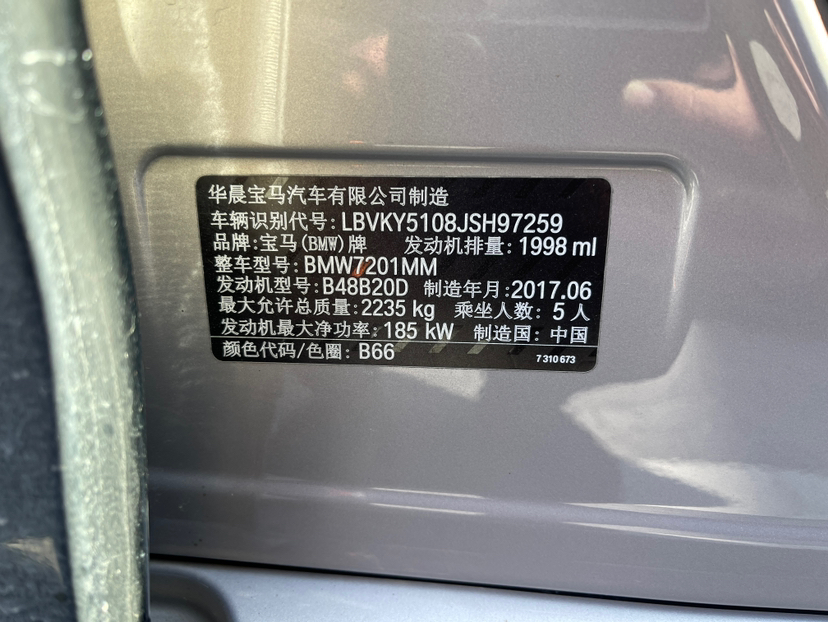 华晨宝马汽车有限公司制造
车辆识别代号: LBVKY5108JSH97259
品牌: 宝马(BMW)牌 发动机排量: 1998 ml
整车型号: BMW7201MM
发动机型号: B48B20D 制造年月: 2017.06
最大允许总质量: 2235 kg 乘坐人数: 5 人
发动机最大净功率: 185 kW 制造国: 中国
颜色代码/色圈: B66 7 310 673